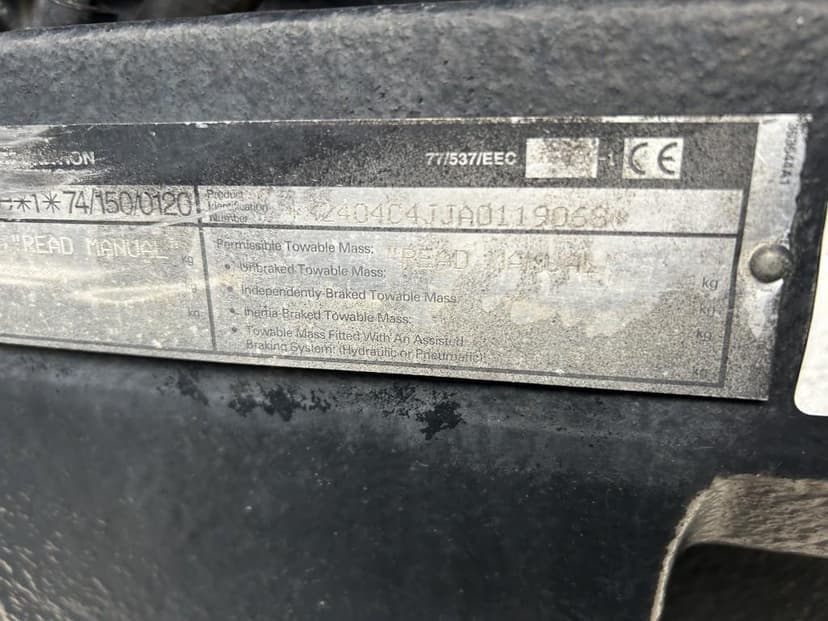 77/537/EEC -1 CE
*1*74/150/0120
Product
Identification
Number
"READ MANUAL" kg
kg
kg
Permissible Towable Mass: "READ MANUAL"
• Unbraked Towable Mass: kg
• Independently-Braked Towable Mass: kg
• Inertia-Braked Towable Mass: kg
• Towable Mass Fitted With An Assisted
Braking System: (Hydraulic or Pneumatic) kg